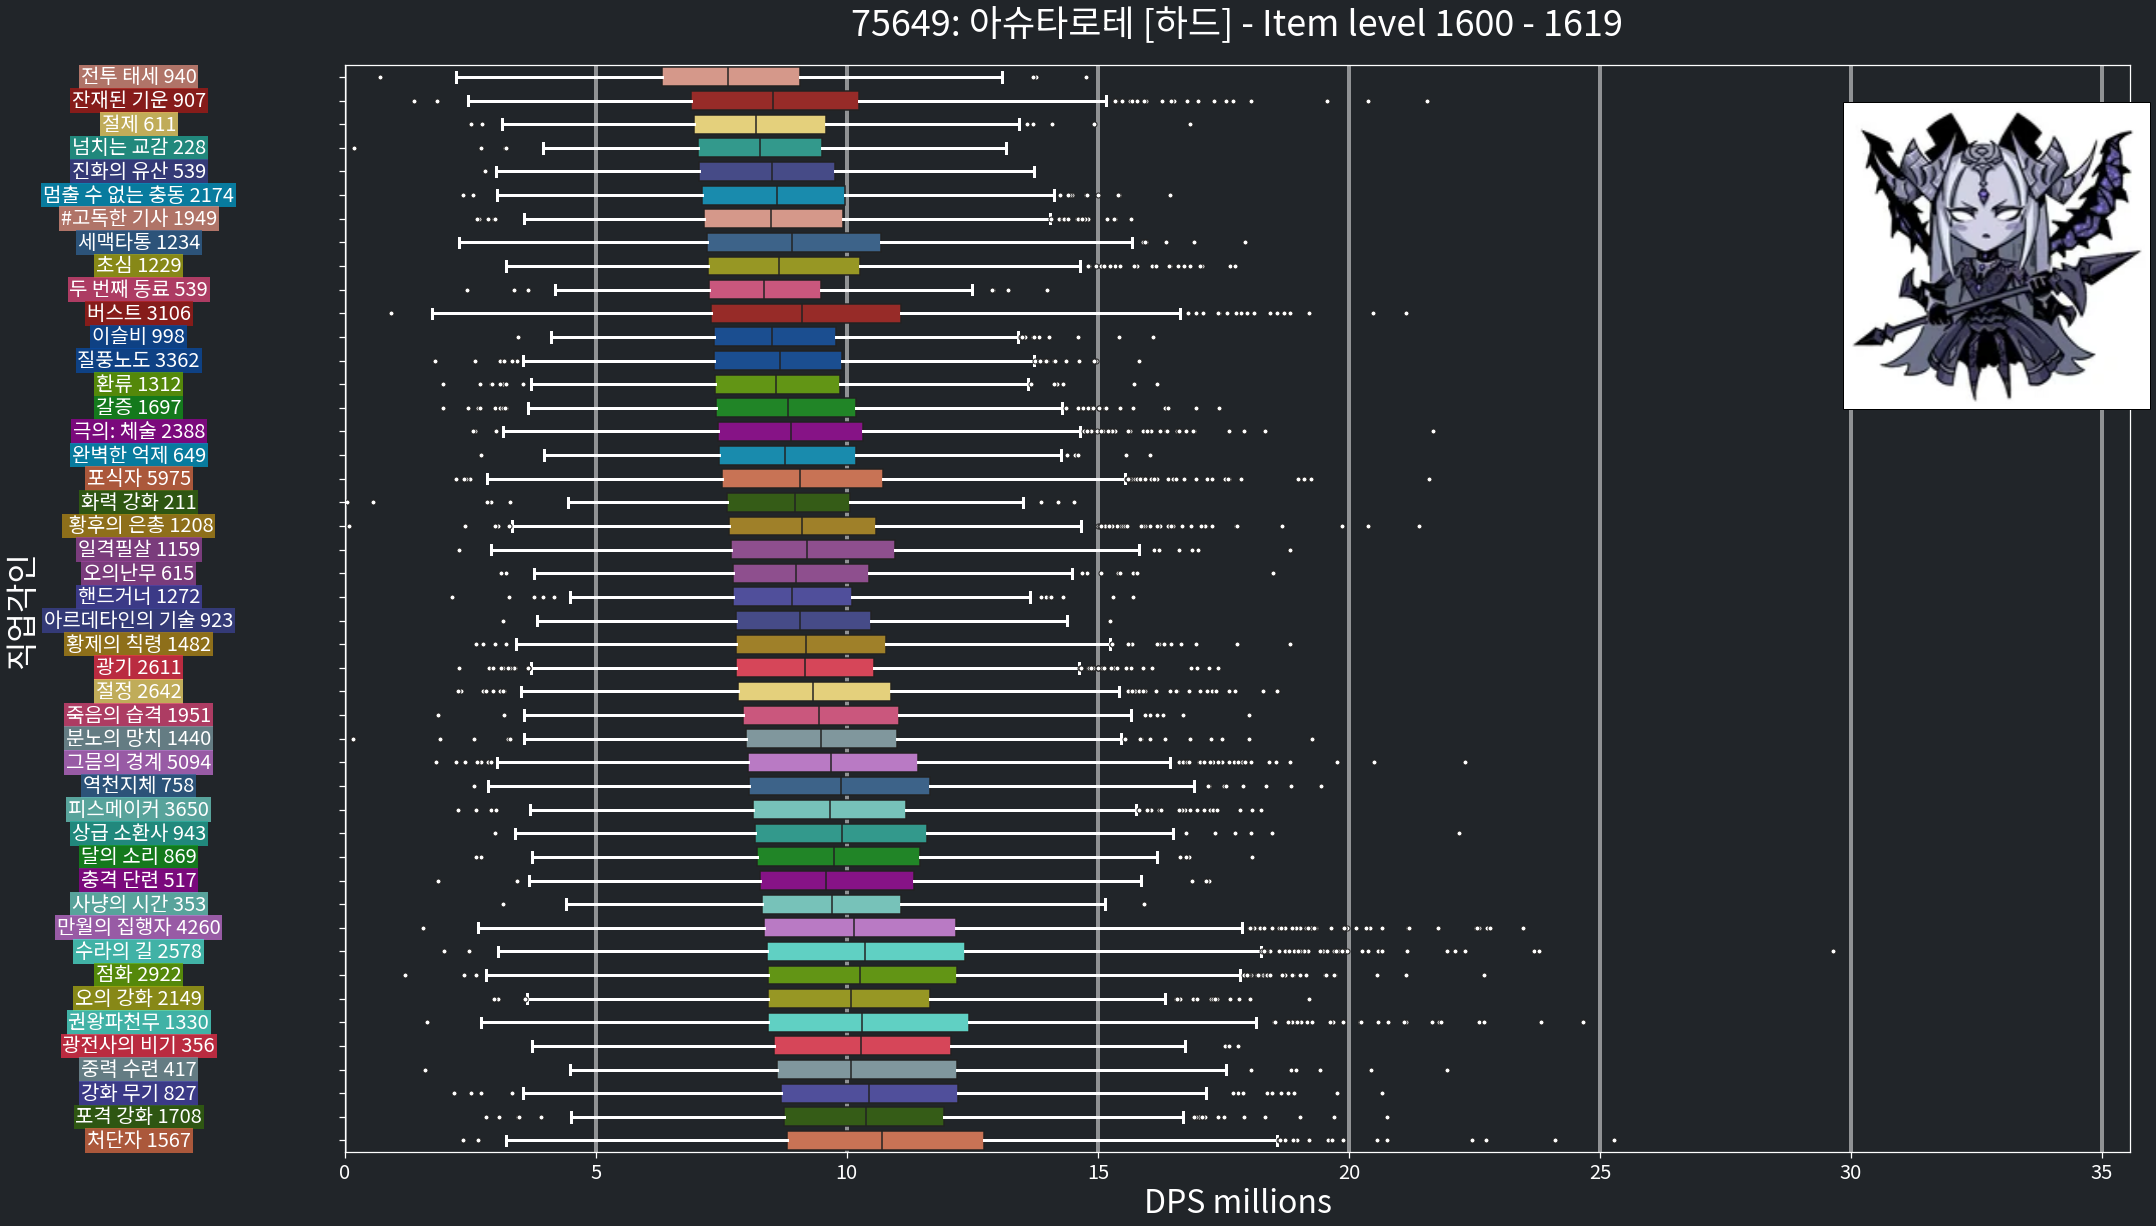 75649: 아슈타로테 [하드] - Item level 1600 - 1619
전투 태세 940
잔재된 기운 907
절제 611
넘치는 교감 228
진화의 유산 539
멈출 수 없는 충동 2174
#고독한 기사 1949
세맥타통 1234
초심 1229
두 번째 동료 539
버스트 3106
이슬비 998
질풍노도 3362
환류 1312
갈증 1697
극의: 체술 2388
완벽한 억제 649
포식자 5975
화력 강화 211
황후의 은총 1208
일격필살 1159
오의난무 615
핸드거너 1272
아르데타인의 기술 923
황제의 칙령 1482
광기 2611
절정 2642
죽음의 습격 1951
분노의 망치 1440
그믐의 경계 5094
역천지체 758
피스메이커 3650
상급 소환사 943
달의 소리 869
충격 단련 517
사냥의 시간 353
만월의 집행자 4260
수라의 길 2578
점화 2922
오의 강화 2149
권왕파천무 1330
광전사의 비기 356
중력 수련 417
강화 무기 827
포격 강화 1708
처단자 1567
직업각인
0 5 10 15 20 25 30 35
DPS millions